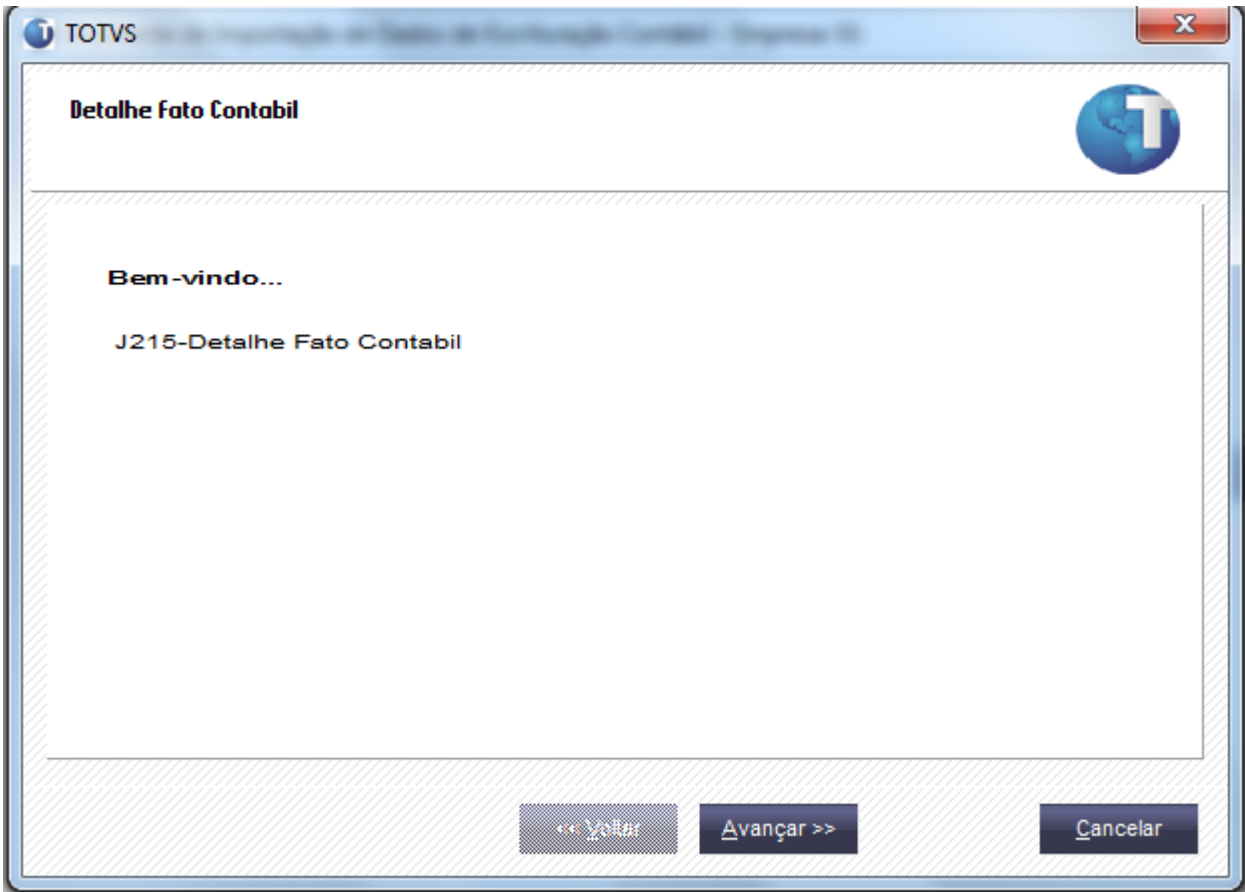 TOTVS
Detalhe Fato Contabil
T
Bem-vindo...
J215-Detalhe Fato Contabil
<< Voltar
Avançar >>
Cancelar